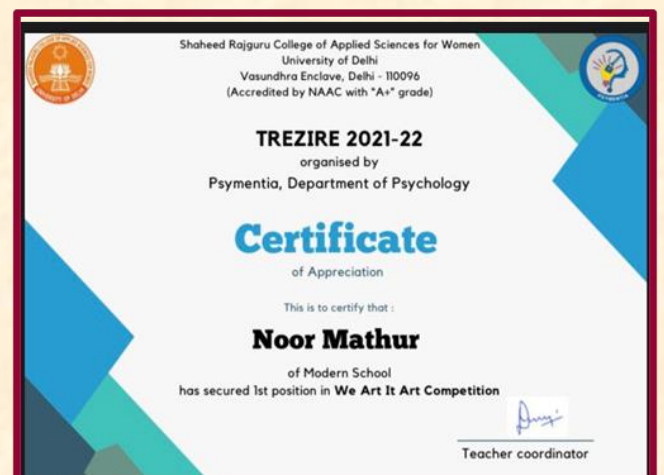 Shaheed Rajguru College of Applied Sciences for Women
University of Delhi
Vasundhra Enclave, Delhi - 110096
(Accredited by NAAC with "A+" grade)
TREZIRE 2021-22
organised by
Psymentia, Department of Psychology
Certificate
of Appreciation
This is to certify that :
Noor Mathur
of Modern School
has secured 1st position in We Art It Art Competition
Teacher coordinator
PSYMENTIA